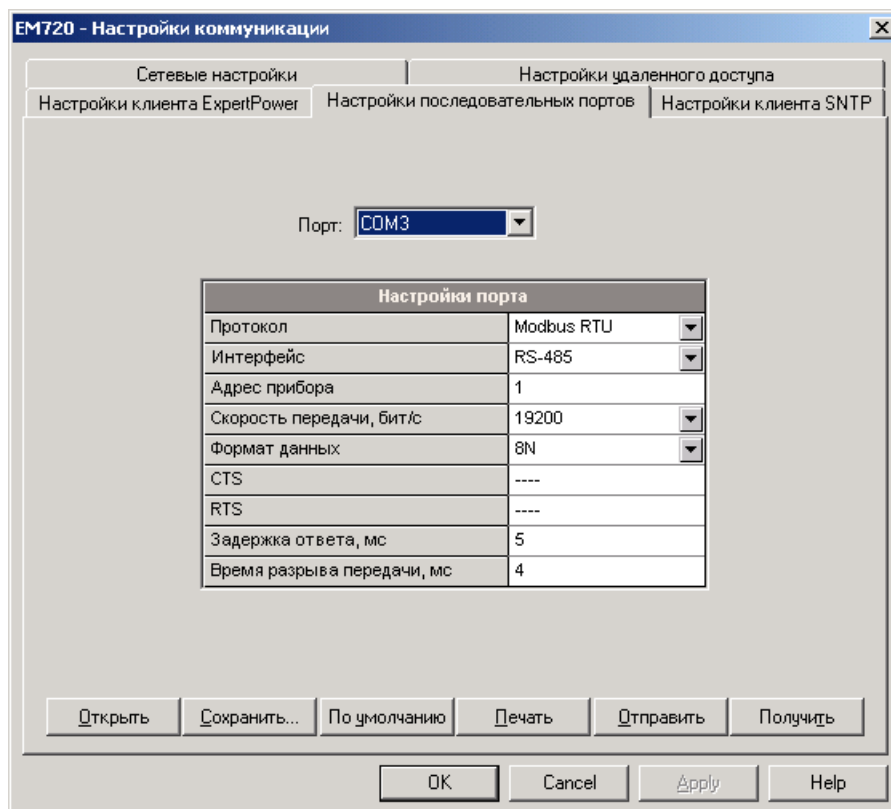 EM720 - Настройки коммуникации
Сетевые настройки
Настройки удаленного доступа
Настройки клиента ExpertPower
Настройки последовательных портов
Настройки клиента SNTP
Порт: COM3
Настройки порта
Протокол Modbus RTU
Интерфейс RS-485
Адрес прибора 1
Скорость передачи, бит/с 19200
Формат данных 8N
CTS ----
RTS ----
Задержка ответа, мс 5
Время разрыва передачи, мс 4
Открыть Сохранить... По умолчанию Печать Отправить Получить
OK Cancel Apply Help